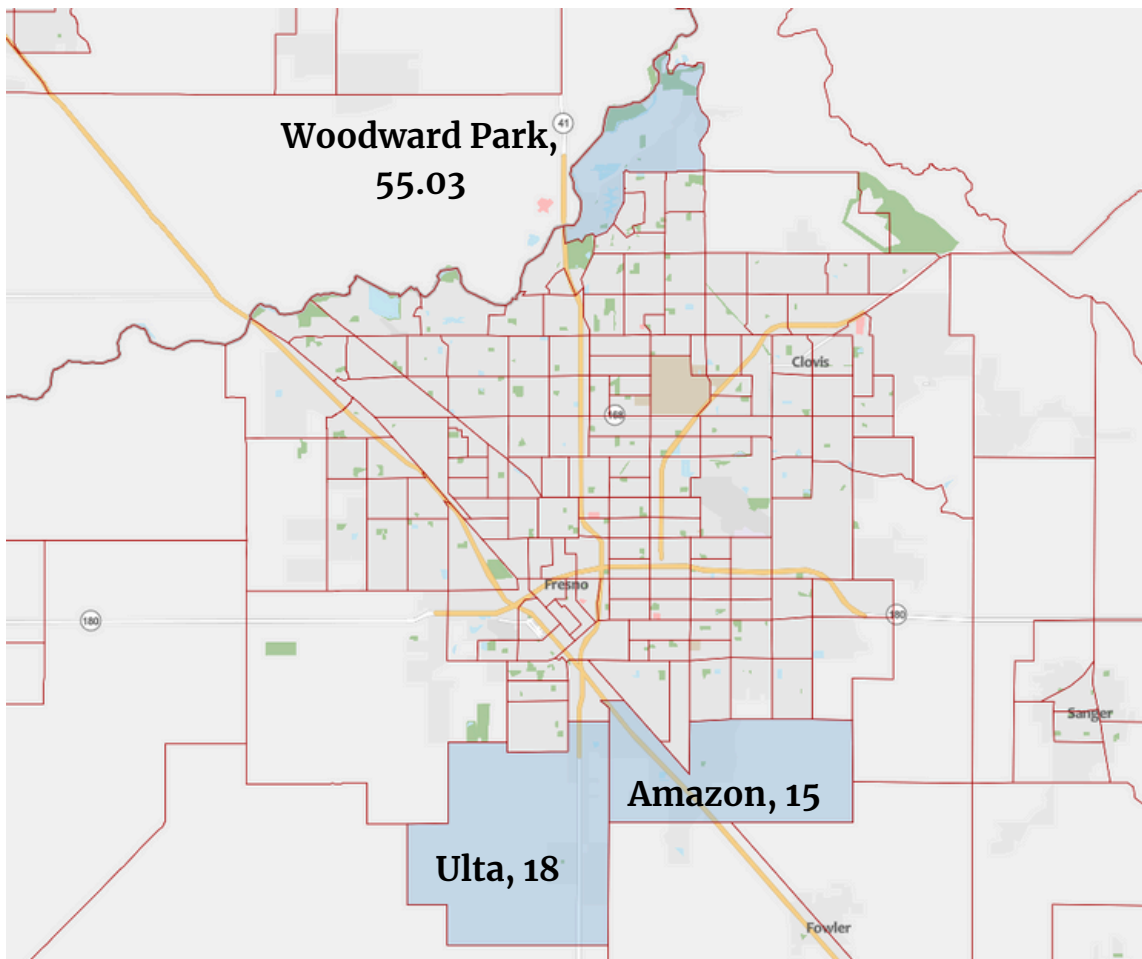 41
Woodward Park,
55.03
Clovis
168
Fresno
180
180
Sanger
Amazon, 15
Ulta, 18
Fowler